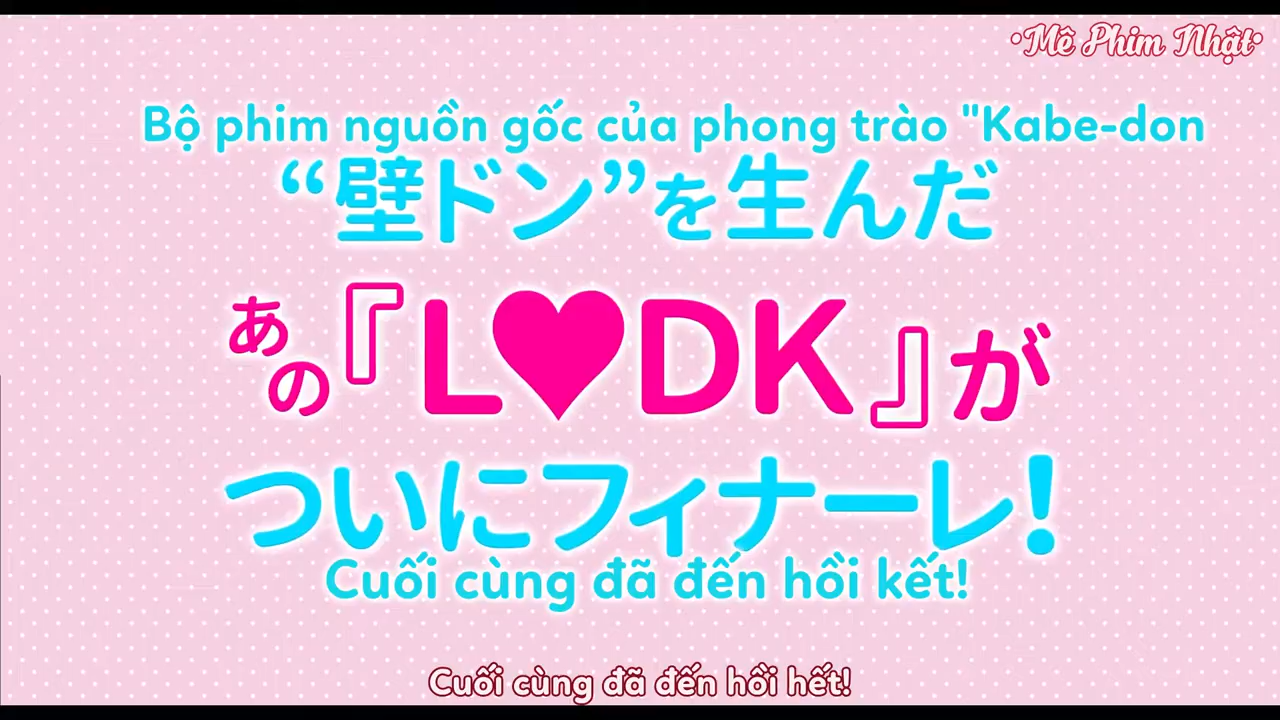 •Mê Phim Nhật•
Bộ phim nguồn gốc của phong trào "Kabe-don
“壁ドン”を生んだ
あの『L♥DK』が
ついにフィナーレ!
Cuối cùng đã đến hồi kết!
Cuối cùng đã đến hồi hết!